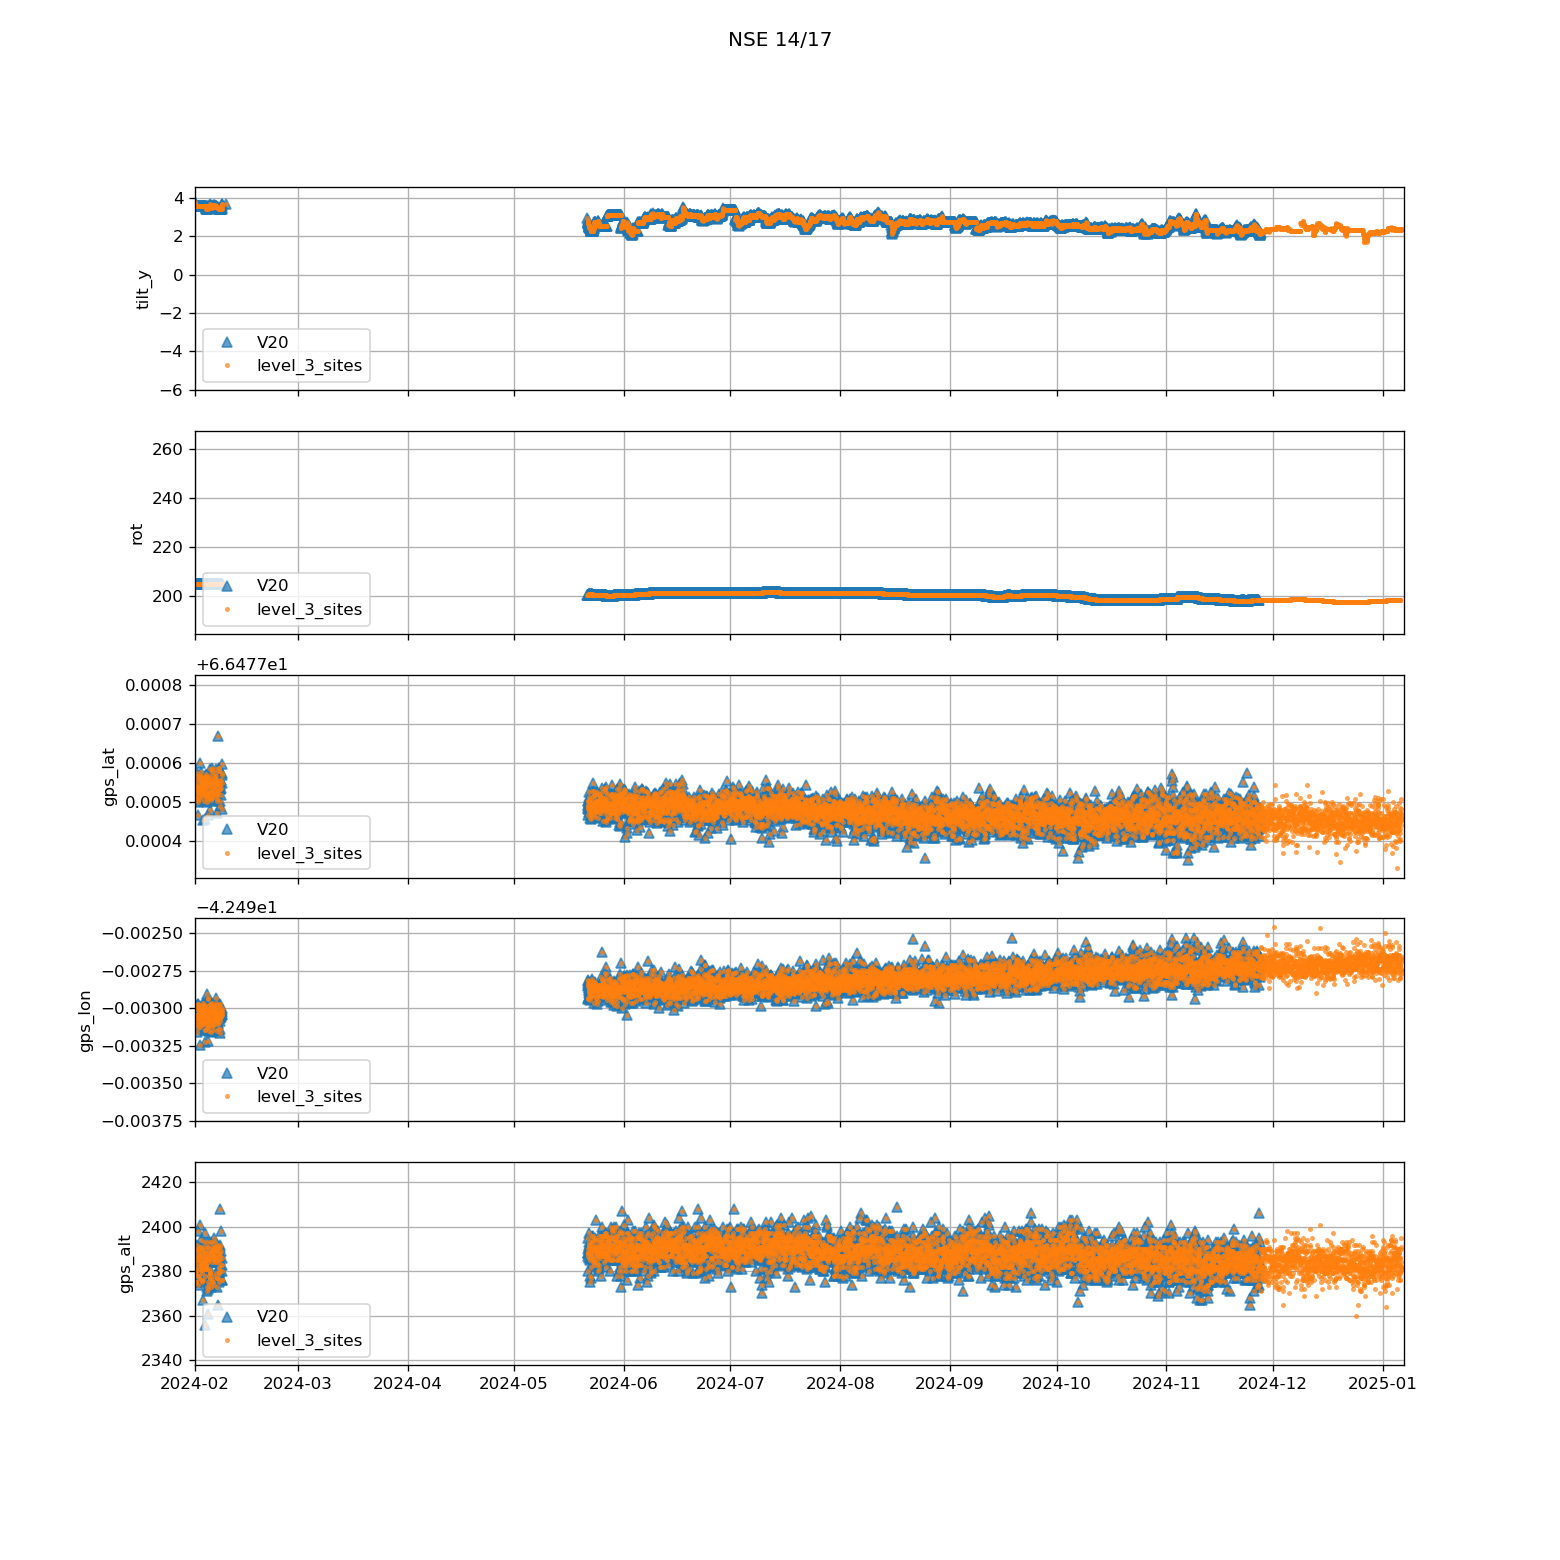 NSE 14/17
4
2
0
−2
−4
−6
tilt_y
V20
level_3_sites
260
240
220
200
rot
V20
level_3_sites
+6.6477e1
0.0008
0.0007
0.0006
0.0005
0.0004
gps_lat
V20
level_3_sites
−4.249e1
−0.00250
−0.00275
−0.00300
−0.00325
−0.00350
−0.00375
gps_lon
V20
level_3_sites
2420
2400
2380
2360
2340
gps_alt
V20
level_3_sites
2024-02 2024-03 2024-04 2024-05 2024-06 2024-07 2024-08 2024-09 2024-10 2024-11 2024-12 2025-01